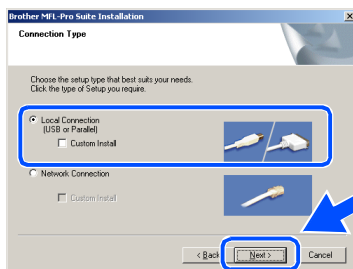 Brother MFL-Pro Suite Installation
Connection Type
Choose the setup type that best suits your needs.
Click the type of Setup you require.
Local Connection
(USB or Parallel)
Custom Install
Network Connection
Custom Install
< Back
Next >
Cancel